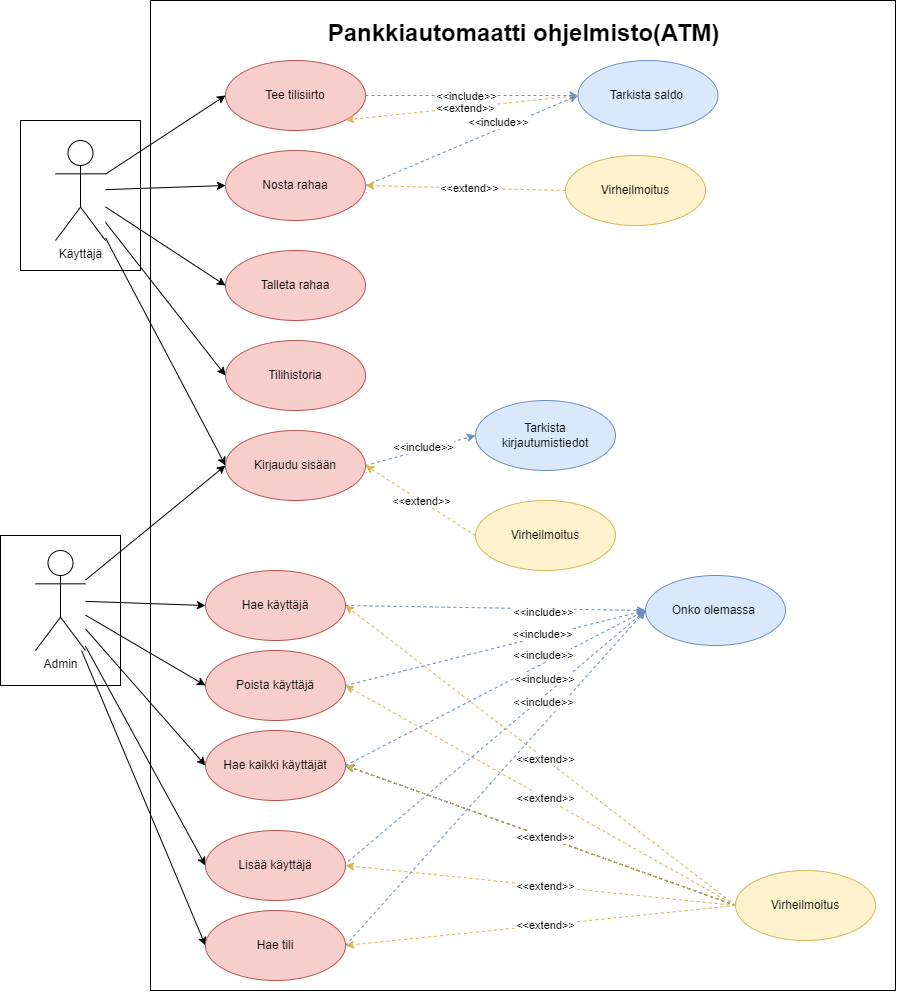 Pankkiautomaatti ohjelmisto(ATM)
Tee tilisiirto
<<include>>
<<extend>>
<<include>>
Tarkista saldo
Käyttäjä
Nosta rahaa
<<extend>>
Virheilmoitus
Talleta rahaa
Tilihistoria
Kirjaudu sisään
<<include>>
Tarkista
kirjautumistiedot
<<extend>>
Virheilmoitus
Admin
Hae käyttäjä
<<include>>
Onko olemassa
<<include>>
<<include>>
Poista käyttäjä
<<include>>
<<include>>
Hae kaikki käyttäjät
<<extend>>
<<extend>>
<<extend>>
Lisää käyttäjä
<<extend>>
Virheilmoitus
<<extend>>
Hae tili